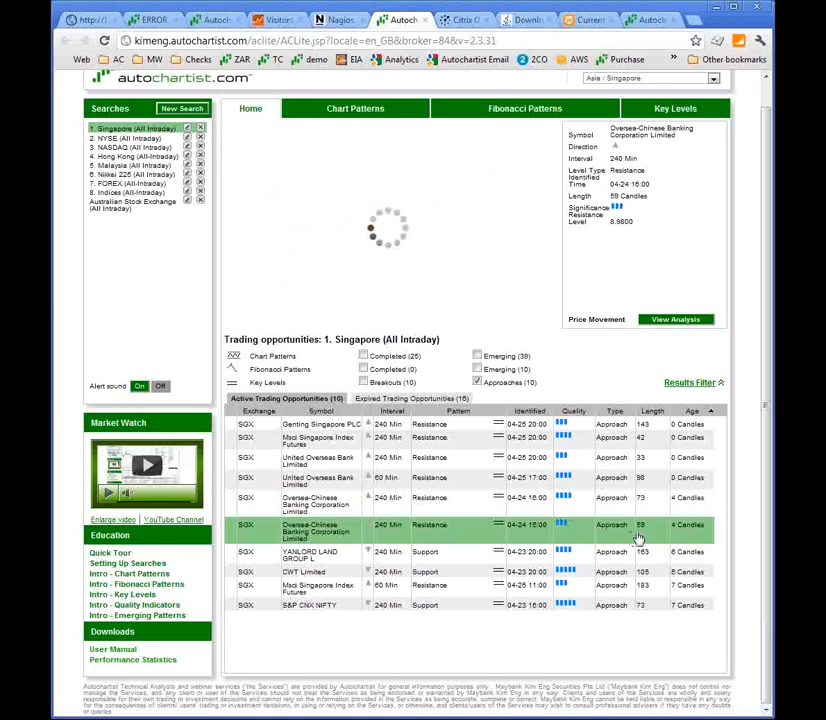 http://
ERROR
Autoch
Visitors
Nagios
Autoch
Citrix C
Downlo
Current
Autoch
kimeng.autochartist.com/aclite/ACLite.jsp?locale=en_GB&broker=84&v=2.3.31
Web
AC
MW
Checks
ZAR
TC
demo
EIA
Analytics
Autochartist Email
2CO
AWS
Purchase
»
Other bookmarks
autochartist.com™
Asia / Singapore
Searches
New Search
Home
Chart Patterns
Fibonacci Patterns
Key Levels
1. Singapore (All Intraday)
2. NYSE (All Intraday)
3. NASDAQ (All Intraday)
4. Hong Kong (All-Intraday)
5. Malaysia (All Intraday)
6. Nikkei 225 (All Intraday)
7. FOREX (All-Intraday)
8. Indices (All-Intraday)
Australian Stock Exchange
(All Intraday)
Symbol Oversea-Chinese Banking
Corporation Limited
Direction
Interval 240 Min
Level Type Resistance
Identified
Time 04-24 16:00
Length 59 Candles
Significance
Resistance
Level 8.9800
Price Movement
View Analysis
Trading opportunities: 1. Singapore (All Intraday)
Chart Patterns Completed (25) Emerging (39)
Fibonacci Patterns Completed (0) Emerging (10)
Key Levels Breakouts (10) Approaches (10)
Results Filter
Alert sound On Off
Active Trading Opportunities (10) Expired Trading Opportunities (16)
Exchange Symbol Interval Pattern Identified Quality Type Length Age
SGX Genting Singapore PLC 240 Min Resistance 04-25 20:00 Approach 143 0 Candles
SGX Msci Singapore Index
Futures 240 Min Resistance 04-25 20:00 Approach 42 0 Candles
SGX United Overseas Bank
Limited 240 Min Resistance 04-25 20:00 Approach 33 0 Candles
SGX United Overseas Bank
Limited 60 Min Resistance 04-25 17:00 Approach 98 0 Candles
SGX Oversea-Chinese
Banking Corporation
Limited 240 Min Resistance 04-24 16:00 Approach 73 4 Candles
SGX Oversea-Chinese
Banking Corporation
Limited 240 Min Resistance 04-24 16:00 Approach 59 4 Candles
SGX YANLORD LAND
GROUP L 240 Min Support 04-23 20:00 Approach 163 6 Candles
SGX CWT Limited 240 Min Support 04-23 20:00 Approach 105 6 Candles
SGX Msci Singapore Index
Futures 60 Min Resistance 04-25 11:00 Approach 183 7 Candles
SGX S&P CNX NIFTY 240 Min Support 04-23 16:00 Approach 73 7 Candles
Market Watch
Enlarge video | YouTube Channel
Education
Quick Tour
Setting Up Searches
Intro - Chart Patterns
Intro - Fibonacci Patterns
Intro - Key Levels
Intro - Quality Indicators
Intro - Emerging Patterns
Downloads
User Manual
Performance Statistics